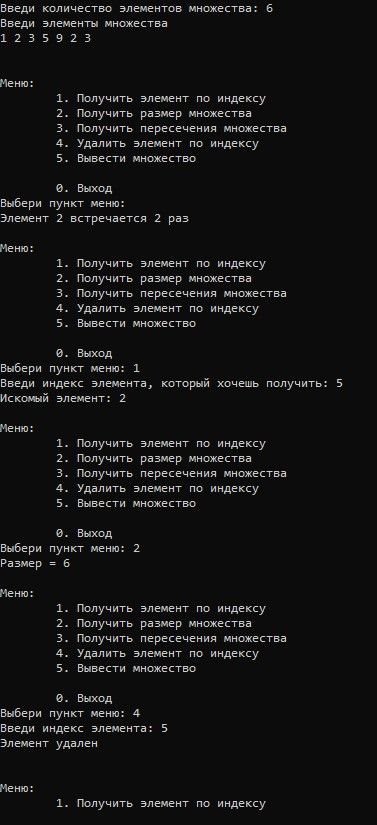 Введи количество элементов множества: 6
Введи элементы множества
1 2 3 5 9 2 3
Меню:
1. Получить элемент по индексу
2. Получить размер множества
3. Получить пересечения множества
4. Удалить элемент по индексу
5. Вывести множество
0. Выход
Выбери пункт меню:
Элемент 2 встречается 2 раз
Меню:
1. Получить элемент по индексу
2. Получить размер множества
3. Получить пересечения множества
4. Удалить элемент по индексу
5. Вывести множество
0. Выход
Выбери пункт меню: 1
Введи индекс элемента, который хочешь получить: 5
Искомый элемент: 2
Меню:
1. Получить элемент по индексу
2. Получить размер множества
3. Получить пересечения множества
4. Удалить элемент по индексу
5. Вывести множество
0. Выход
Выбери пункт меню: 2
Размер = 6
Меню:
1. Получить элемент по индексу
2. Получить размер множества
3. Получить пересечения множества
4. Удалить элемент по индексу
5. Вывести множество
0. Выход
Выбери пункт меню: 4
Введи индекс элемента: 5
Элемент удален
Меню:
1. Получить элемент по индексу